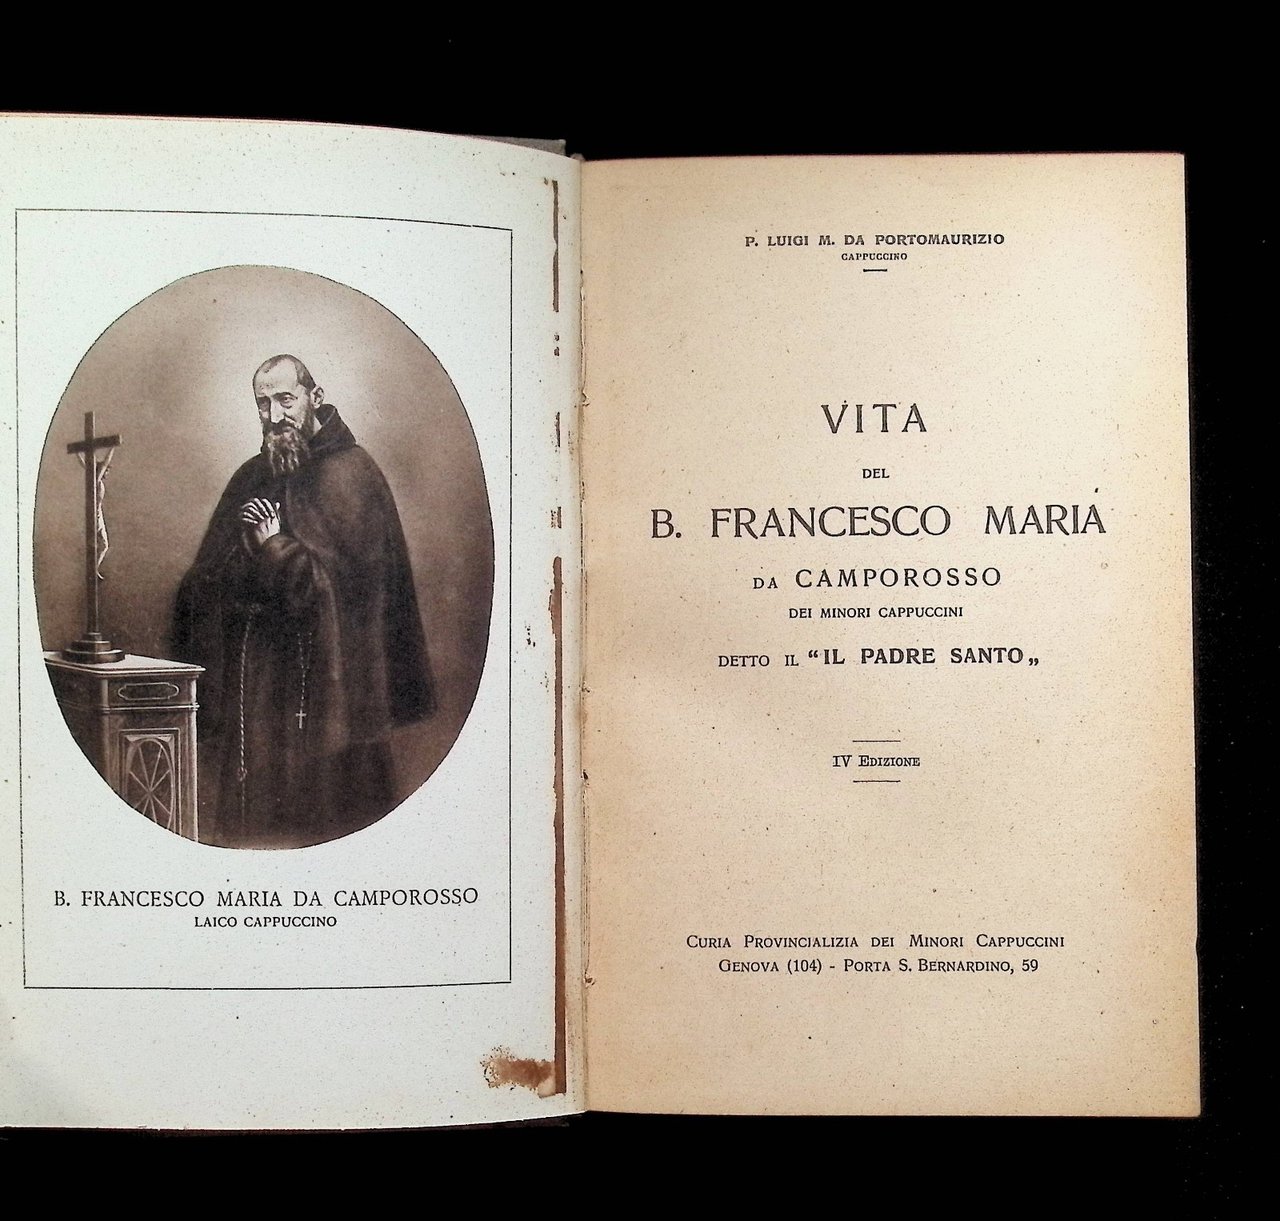 B. FRANCESCO MARIA DA CAMPOROSSO
LAICO CAPPUCCINO
P. LUIGI M. DA PORTOMAURIZIO
CAPPUCCINO
VITA
DEL
B. FRANCESCO MARIA
DA CAMPOROSSO
DEI MINORI CAPPUCCINI
DETTO IL “IL PADRE SANTO„
IV EDIZIONE
CURIA PROVINCIALIZIA DEI MINORI CAPPUCCINI
GENOVA (104) - PORTA S. BERNARDINO, 59